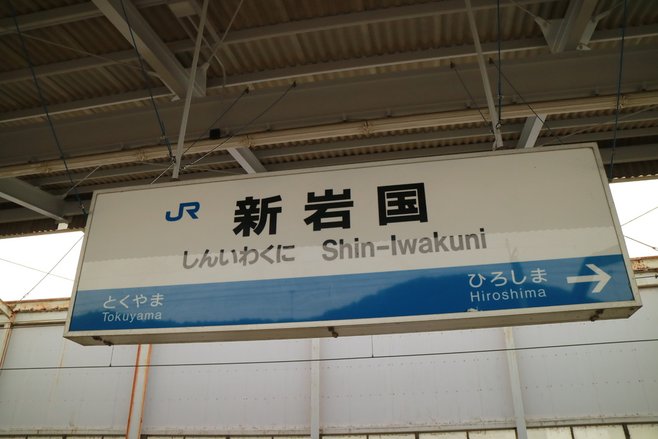 JR 新岩国
しんいわくに Shin-Iwakuni
とくやま ひろしま →
Tokuyama Hiroshima